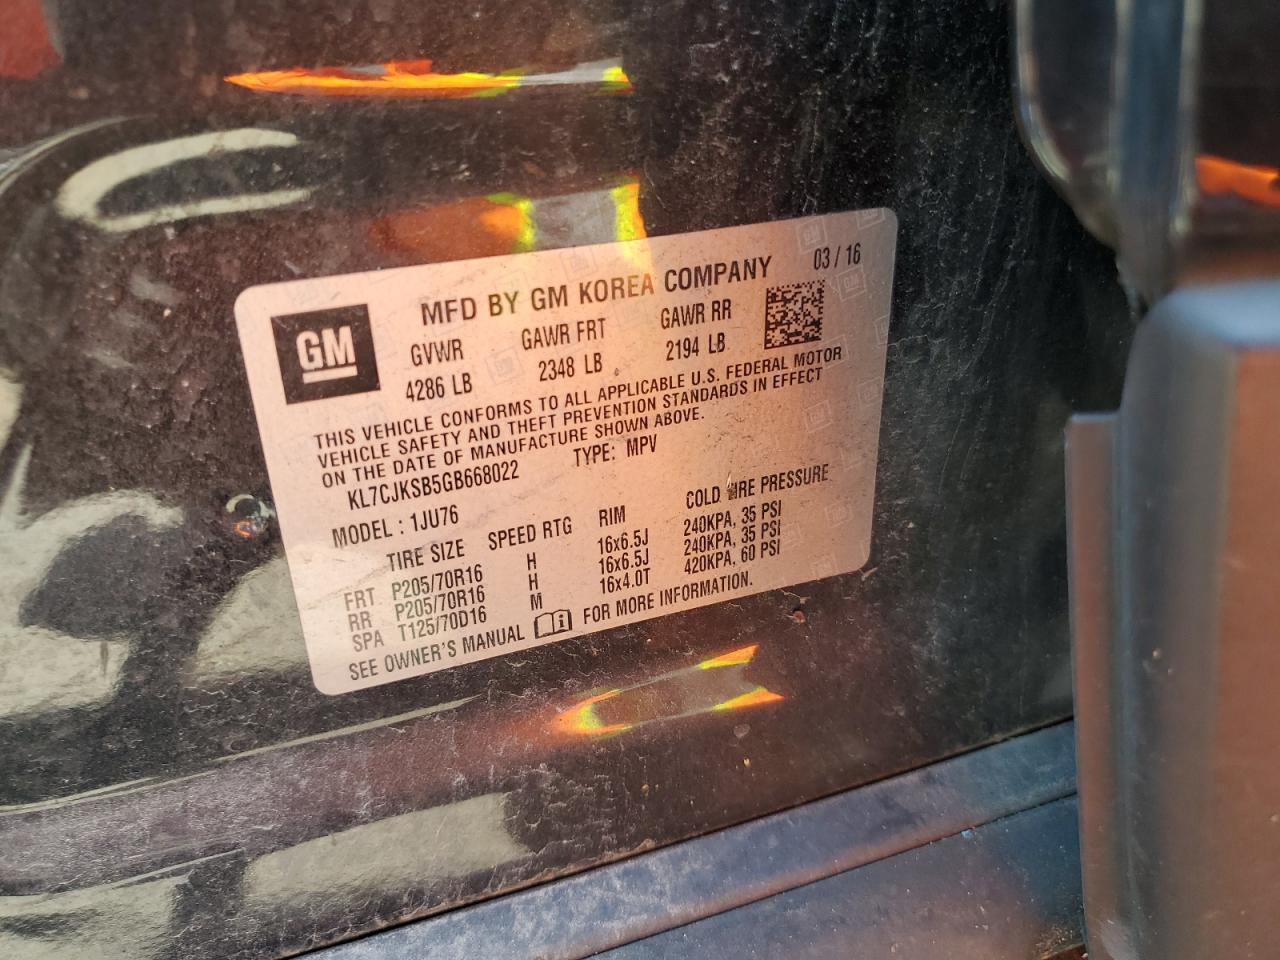 GM
MFD BY GM KOREA COMPANY 03 / 16
GVWR GAWR FRT GAWR RR
4286 LB 2348 LB 2194 LB
THIS VEHICLE CONFORMS TO ALL APPLICABLE U.S. FEDERAL MOTOR
VEHICLE SAFETY AND THEFT PREVENTION STANDARDS IN EFFECT
ON THE DATE OF MANUFACTURE SHOWN ABOVE.
KL7CJKSB5GB668022 TYPE: MPV
MODEL : 1JU76
TIRE SIZE SPEED RTG RIM COLD TIRE PRESSURE
FRT P205/70R16 H 16x6.5J 240KPA, 35 PSI
RR P205/70R16 H 16x6.5J 240KPA, 35 PSI
SPA T125/70D16 M 16x4.0T 420KPA, 60 PSI
SEE OWNER'S MANUAL FOR MORE INFORMATION.